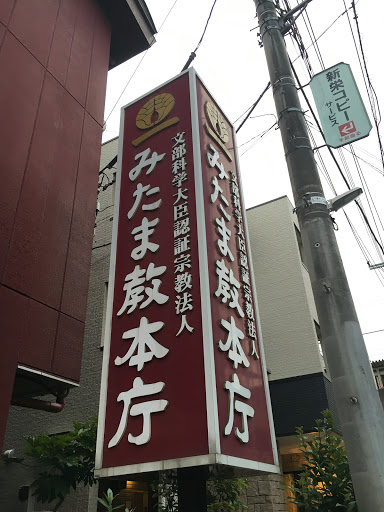 文部科学大臣認証宗教法人
みたま教本庁
文部科学大臣認証宗教法人
みたま教本庁
新栄コピー
サービス